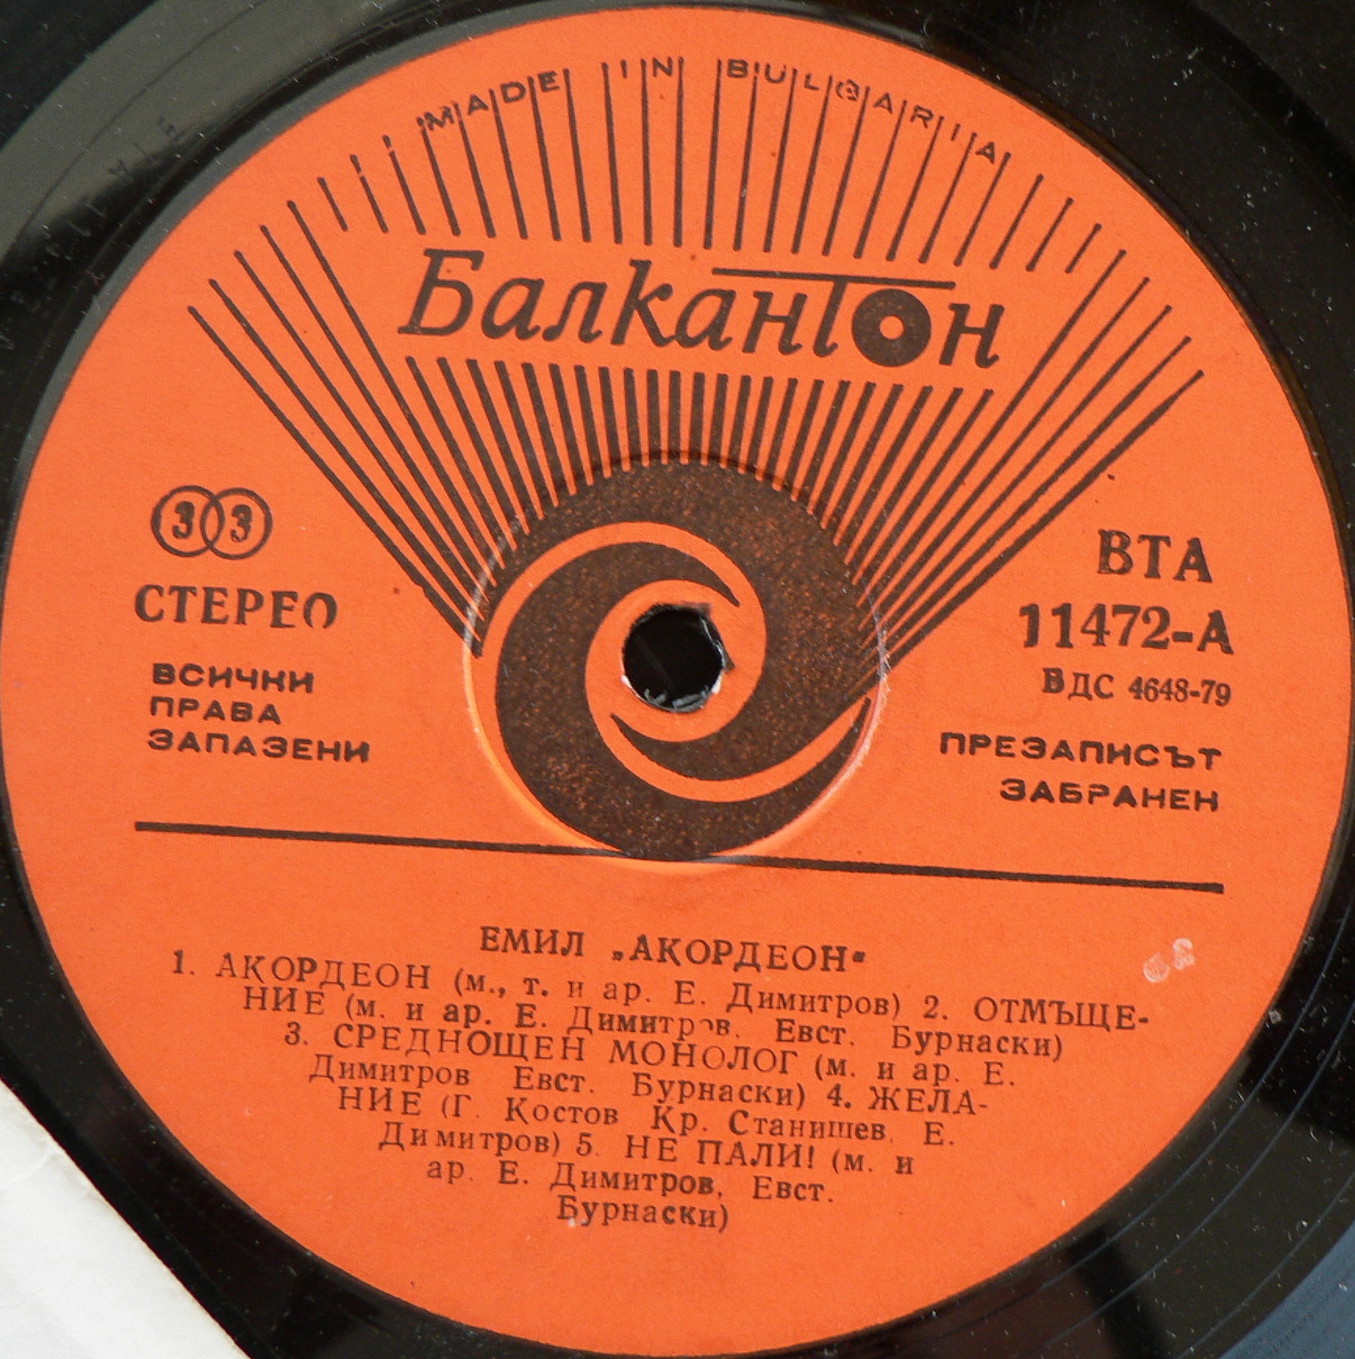 MADE IN BULGARIA
Балкантон
33
СТЕРЕО
ВСИЧКИ
ПРАВА
ЗАПАЗЕНИ
ВТА
11472-А
ВДС 4648-79
ПРЕЗАПИСЪТ
ЗАБРАНЕН
ЕМИЛ „АКОРДЕОН"
1. АКОРДЕОН (м., т. и ар. Е. Димитров) 2. ОТМЪЩЕ-
НИЕ (м. и ар. Е. Димитров, Евст. Бурнаски)
3. СРЕДНОЩЕН МОНОЛОГ (м. и ар. Е.
Димитров Евст. Бурнаски) 4. ЖЕЛА-
НИЕ (Г. Костов Кр. Станишев, Е.
Димитров) 5. НЕ ПАЛИ! (м. и
ар. Е. Димитров, Евст.
Бурнаски)